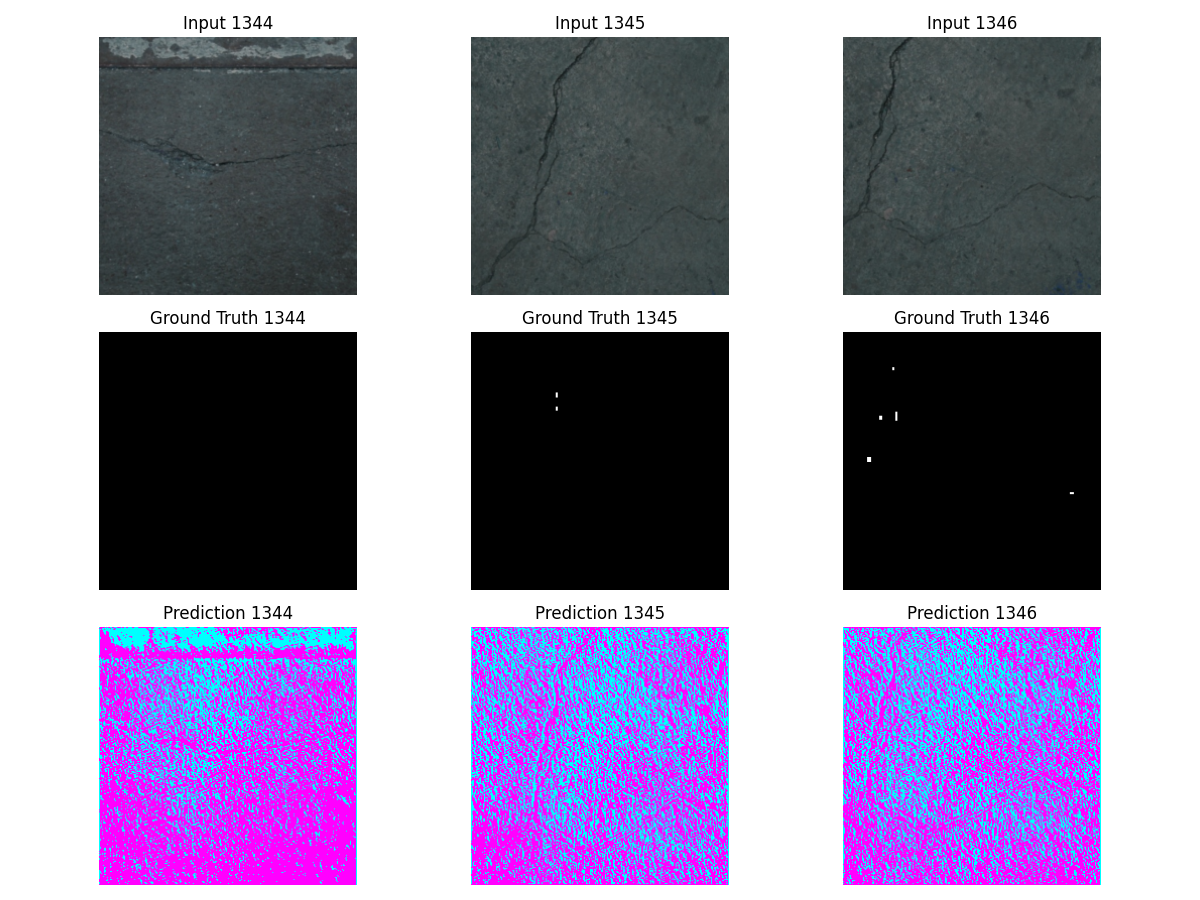 Input 1344
Input 1345
Input 1346
Ground Truth 1344
Ground Truth 1345
Ground Truth 1346
Prediction 1344
Prediction 1345
Prediction 1346